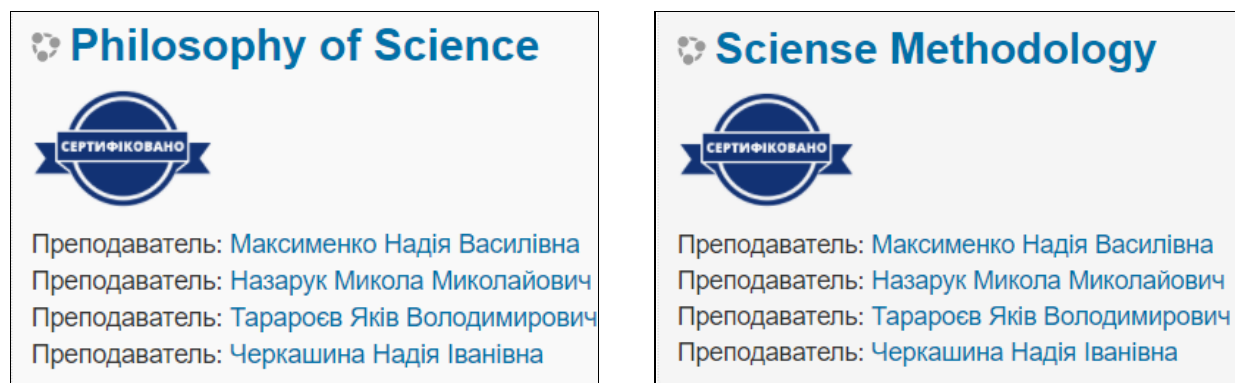 Philosophy of Science
СЕРТИФІКОВАНО
Преподаватель: Максименко Надія Василівна
Преподаватель: Назарук Микола Миколайович
Преподаватель: Тарароєв Яків Володимирович
Преподаватель: Черкашина Надія Іванівна
Sciense Methodology
СЕРТИФІКОВАНО
Преподаватель: Максименко Надія Василівна
Преподаватель: Назарук Микола Миколайович
Преподаватель: Тарароєв Яків Володимирович
Преподаватель: Черкашина Надія Іванівна